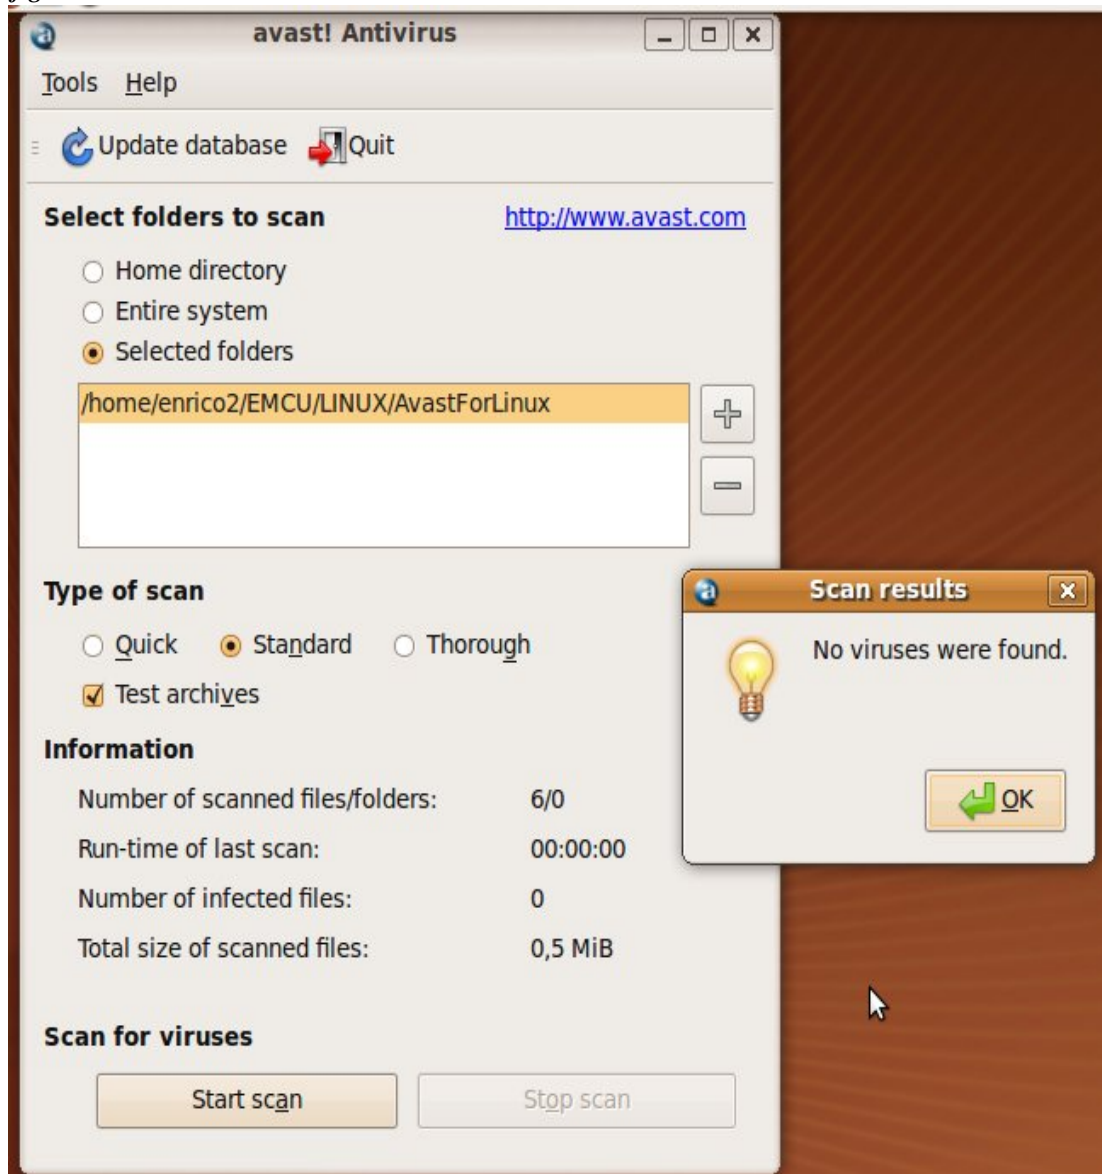 avast! Antivirus
Tools Help
Update database Quit
Select folders to scan http://www.avast.com
Home directory
Entire system
Selected folders
/home/enrico2/EMCU/LINUX/AvastForLinux
Type of scan
Quick Standard Thorough
Test archives
Information
Number of scanned files/folders: 6/0
Run-time of last scan: 00:00:00
Number of infected files: 0
Total size of scanned files: 0,5 MiB
Scan for viruses
Start scan Stop scan
Scan results
No viruses were found.
OK